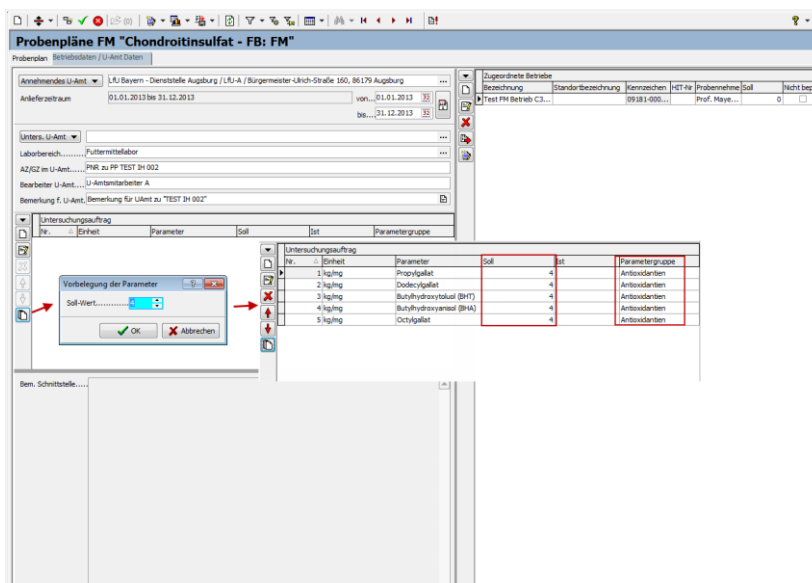 Probenpläne FM "Chondroitinsulfat - FB: FM"
Probenplan Betriebsdaten / U-Amt Daten
Annehmendes U-Amt LfU Bayern - Dienststelle Augsburg / LfU-A / Bürgermeister-Ulrich-Straße 160, 86179 Augsburg ...
Anlieferzeitraum 01.01.2013 bis 31.12.2013 von... 01.01.2013
bis... 31.12.2013
Unters. U-Amt ...
Laborbereich......... Futtermittellabor ...
AZ/GZ im U-Amt..... PNR zu PP TEST IH 002
Bearbeiter U-Amt.... U-Amtsmitarbeiter A
Bemerkung f. U-Amt. Bemerkung für UAmt zu "TEST IH 002"
Zugeordnete Betriebe
Bezeichnung Standortbezeichnung Kennzeichen HIT-Nr Probennehme Soll Nicht bep
Test FM Betrieb C3... 09181-000... Prof. Maye... 0
Untersuchungsauftrag
Nr. Einheit Parameter Soll Ist Parametergruppe
Vorbelegung der Parameter
Soll-Wert............. 4
OK Abbrechen
Untersuchungsauftrag
Nr. Einheit Parameter Soll Ist Parametergruppe
1 kg/mg Propylgallat 4 Antioxidantien
2 kg/mg Dodecylgallat 4 Antioxidantien
3 kg/mg Butylhydroxytoluol (BHT) 4 Antioxidantien
4 kg/mg Butylhydroxyanisol (BHA) 4 Antioxidantien
5 kg/mg Octylgallat 4 Antioxidantien
Bem. Schnittstelle.....